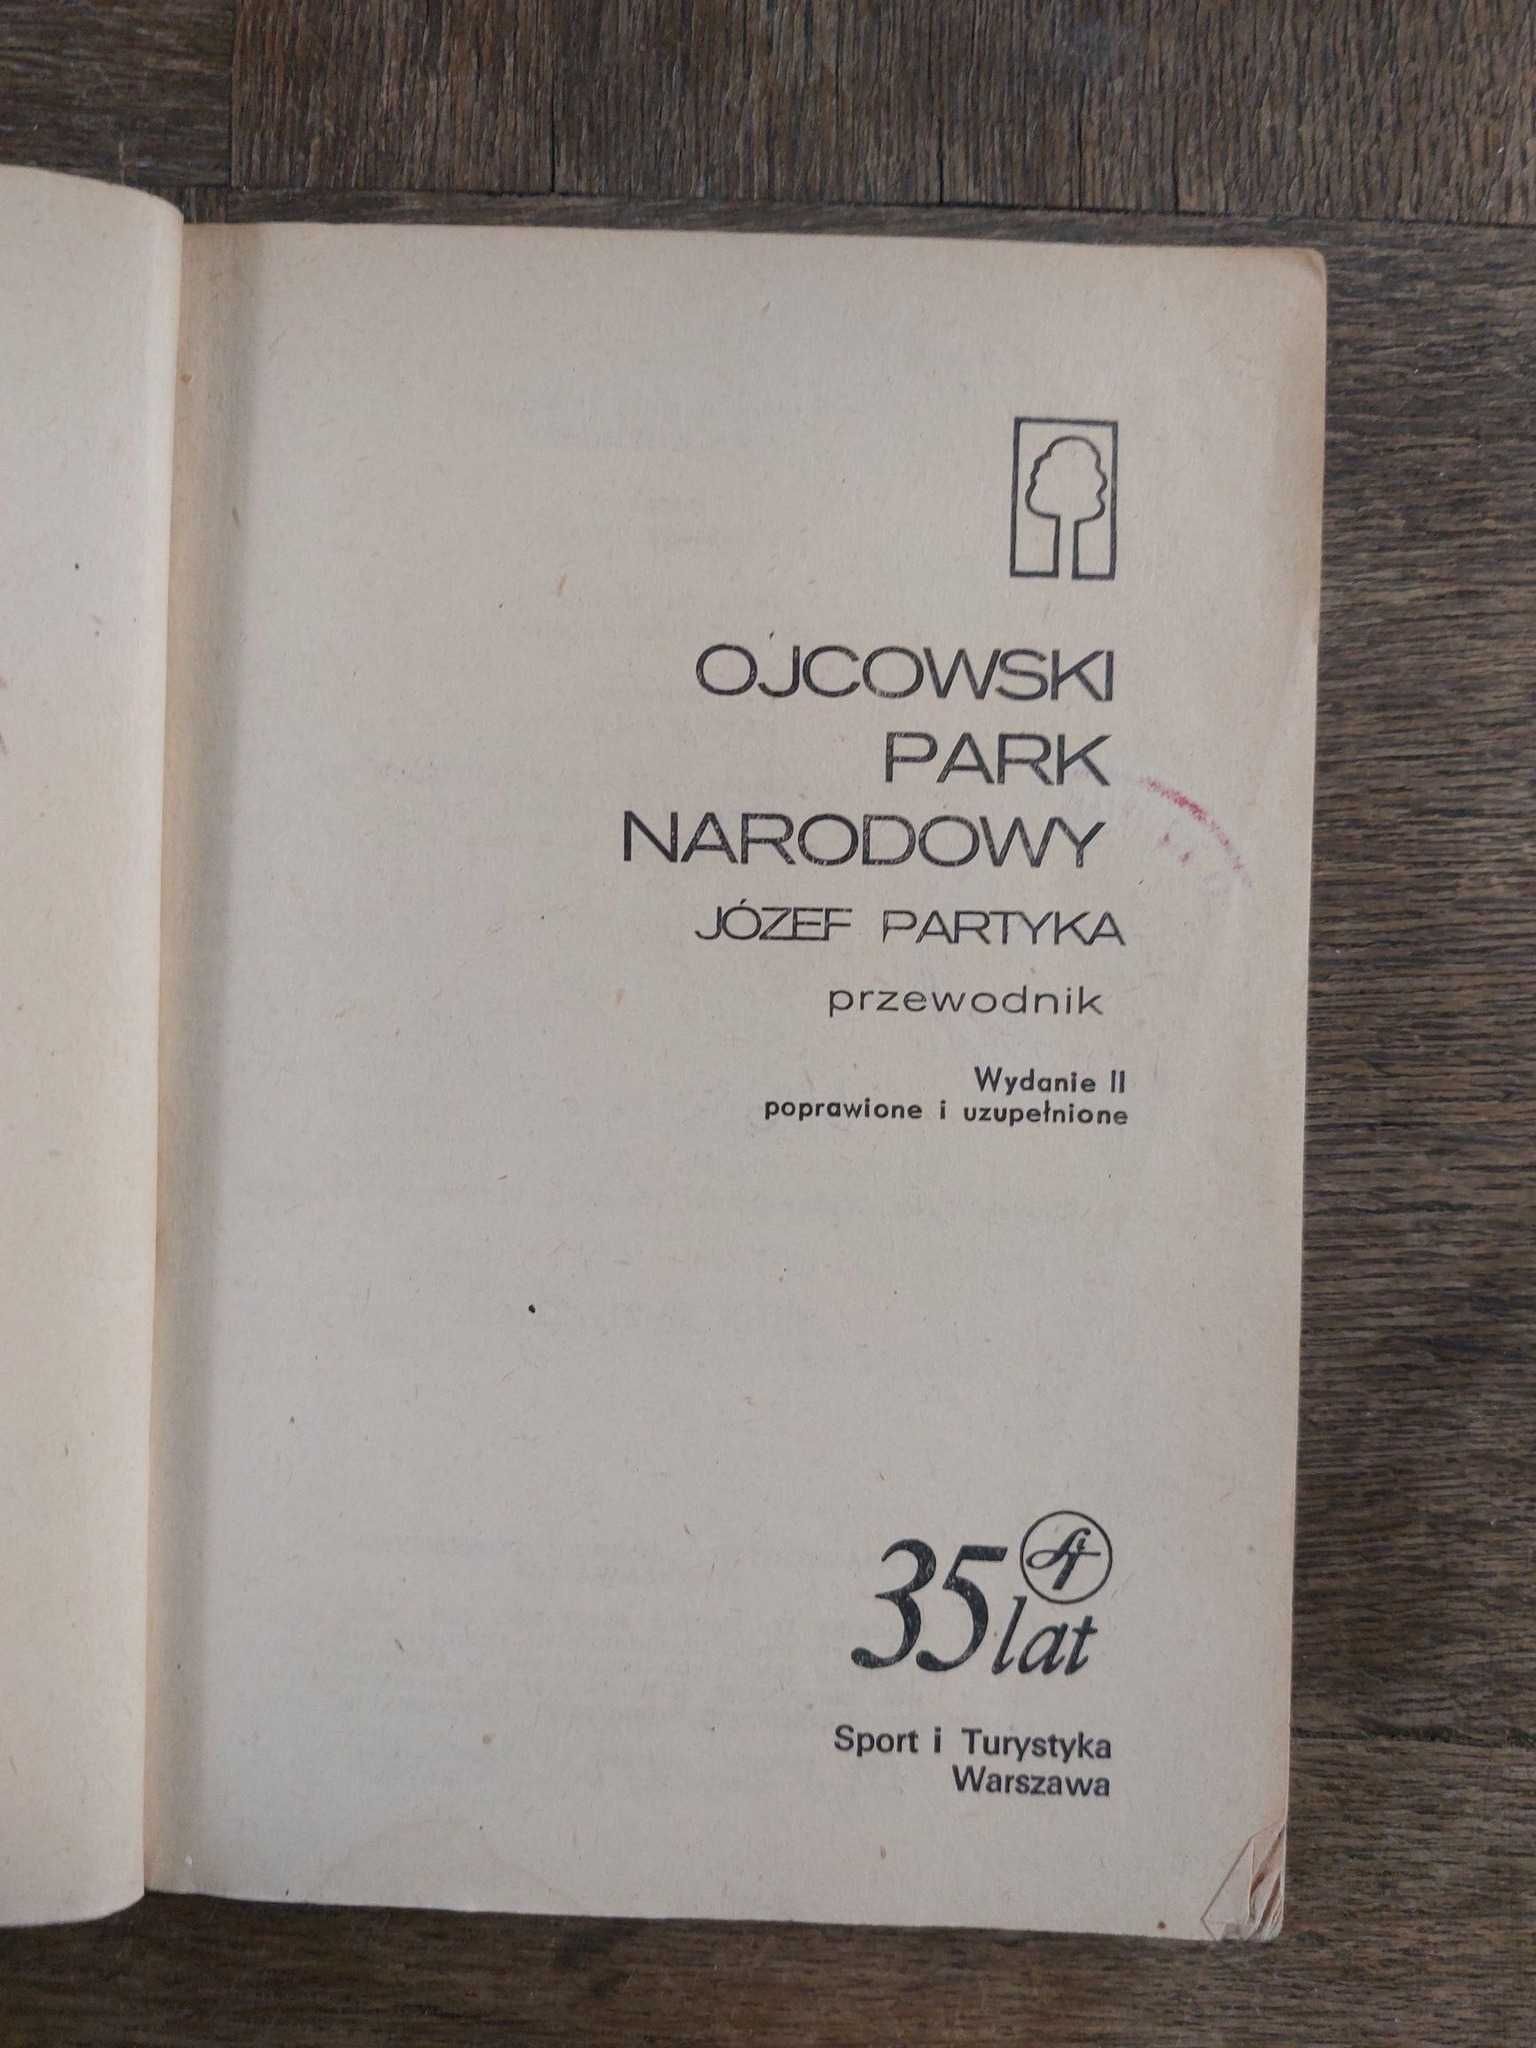 OJCOWSKI
PARK
NARODOWY
JÓZEF PARTYKA
przewodnik
Wydanie II
poprawione i uzupełnione
35 lat
Sport i Turystyka
Warszawa